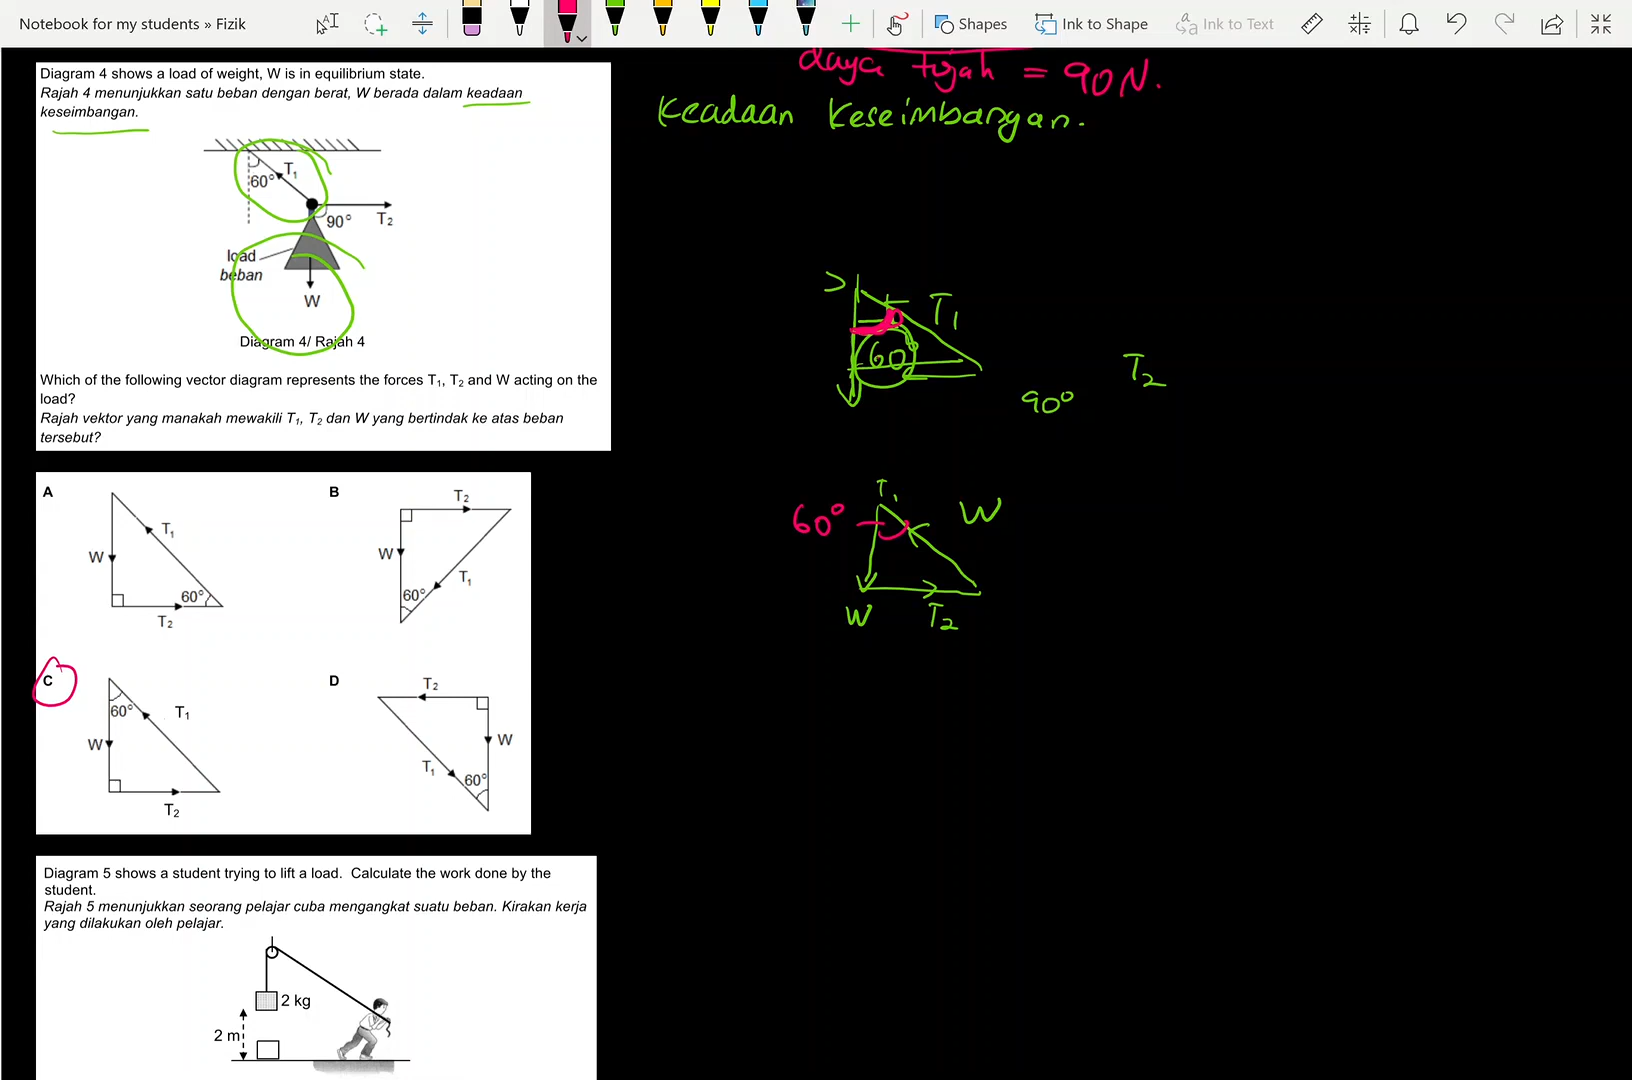 Notebook for my students » Fizik
Shapes
Ink to Shape
Ink to Text
Diagram 4 shows a load of weight, W is in equilibrium state.
Rajah 4 menunjukkan satu beban dengan berat, W berada dalam keadaan
keseimbangan.
T₁
60°
90°
T₂
load
beban
W
Diagram 4/ Rajah 4
Which of the following vector diagram represents the forces T₁, T₂ and W acting on the
load?
Rajah vektor yang manakah mewakili T₁, T₂ dan W yang bertindak ke atas beban
tersebut?
A
T₁
W
60°
T₂
B
T₂
W
T₁
60°
C
60°
T₁
W
T₂
D
T₂
W
T₁
60°
Diagram 5 shows a student trying to lift a load. Calculate the work done by the
student.
Rajah 5 menunjukkan seorang pelajar cuba mengangkat suatu beban. Kirakan kerja
yang dilakukan oleh pelajar.
2 kg
2 m
daya tujah = 90N.
Keadaan Keseimbangan.
T₁
60°
T₂
90°
T₁
60°
W
W
T₂